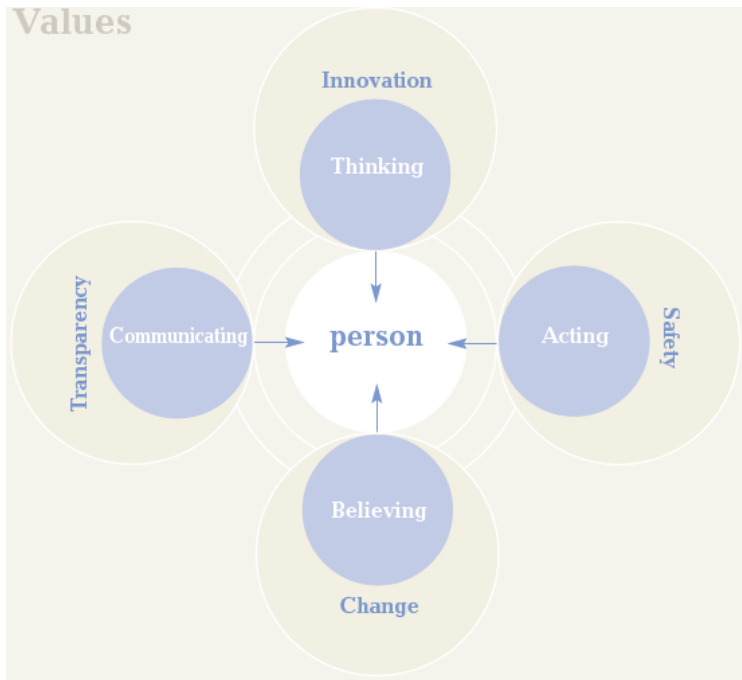 Values
Innovation
Thinking
Transparency
Communicating
person
Acting
Safety
Believing
Change